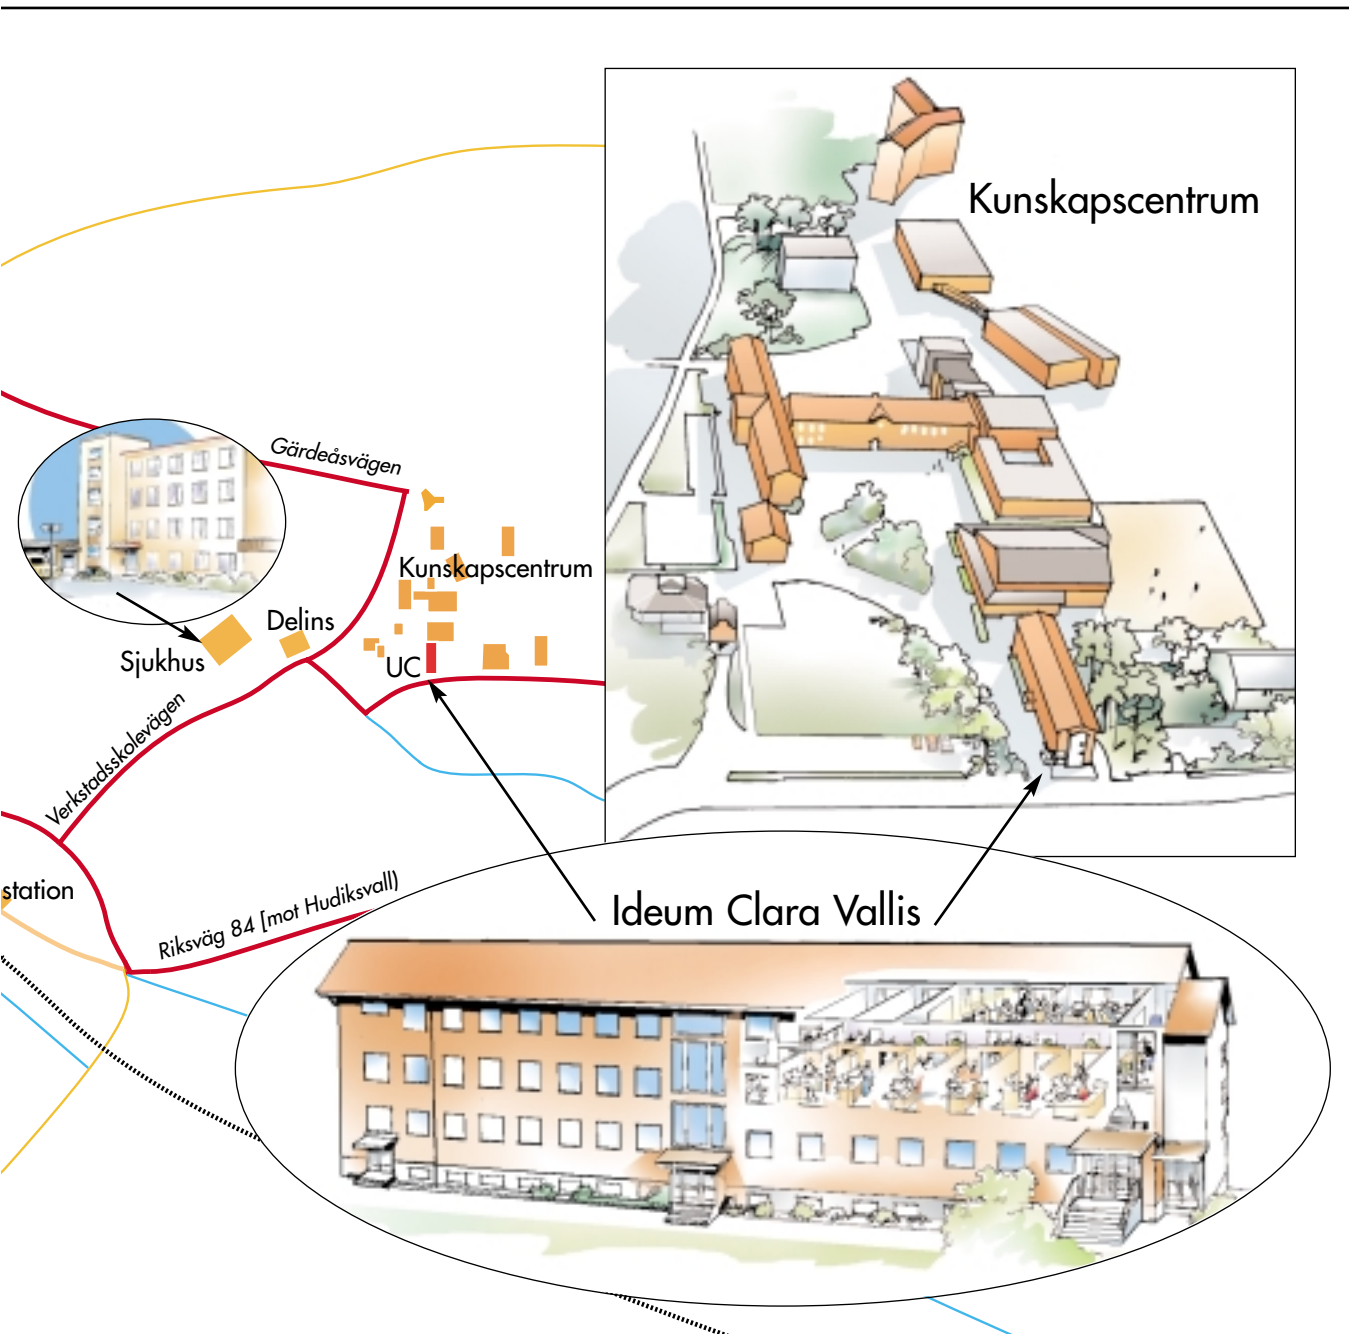 Kunskapscentrum
Gärdeåsvägen
Kunskapscentrum
Delins
Sjukhus
UC
Verkstadsskolevägen
station
Riksväg 84 [mot Hudiksvall)
Ideum Clara Vallis